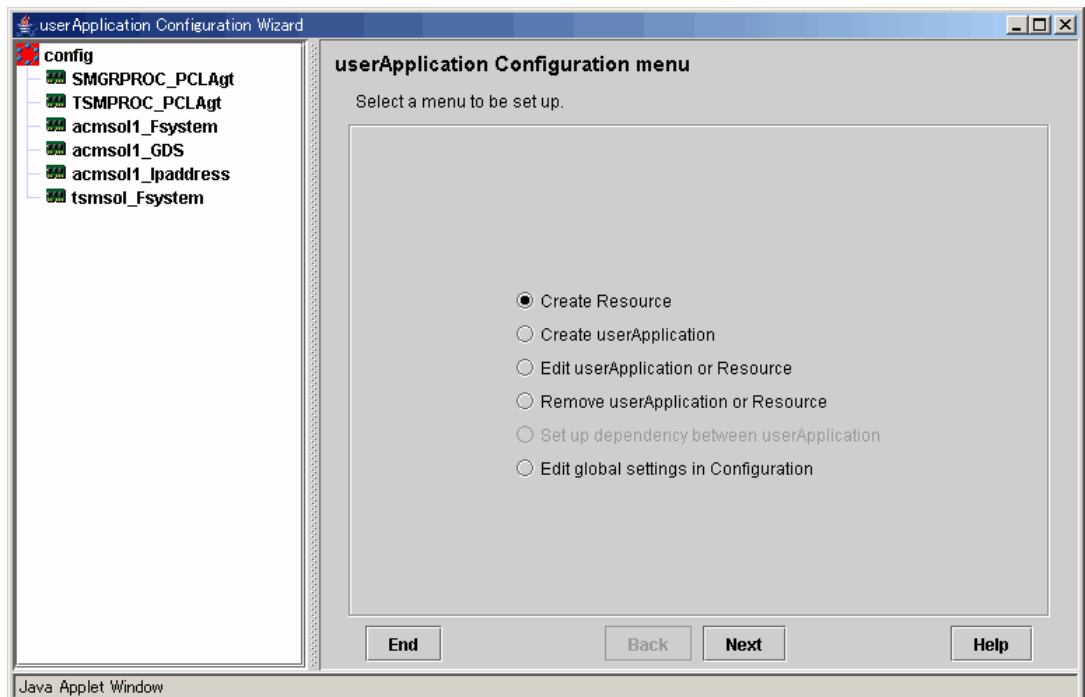 userApplication Configuration Wizard
config
SMGRPROC_PCLAgt
TSMPROC_PCLAgt
acmsol1_Fsystem
acmsol1_GDS
acmsol1_Ipaddress
tsmsol_Fsystem
userApplication Configuration menu
Select a menu to be set up.
Create Resource
Create userApplication
Edit userApplication or Resource
Remove userApplication or Resource
Set up dependency between userApplication
Edit global settings in Configuration
End
Back
Next
Help
Java Applet Window